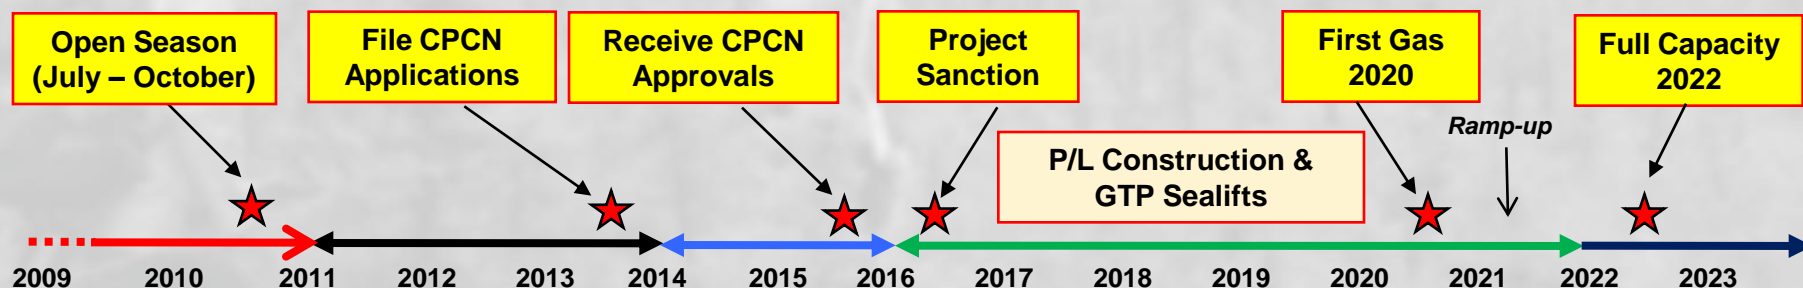 Open Season
(July – October)
File CPCN
Applications
Receive CPCN
Approvals
Project
Sanction
First Gas
2020
Full Capacity
2022
Ramp-up
P/L Construction &
GTP Sealifts
2009 2010 2011 2012 2013 2014 2015 2016 2017 2018 2019 2020 2021 2022 2023